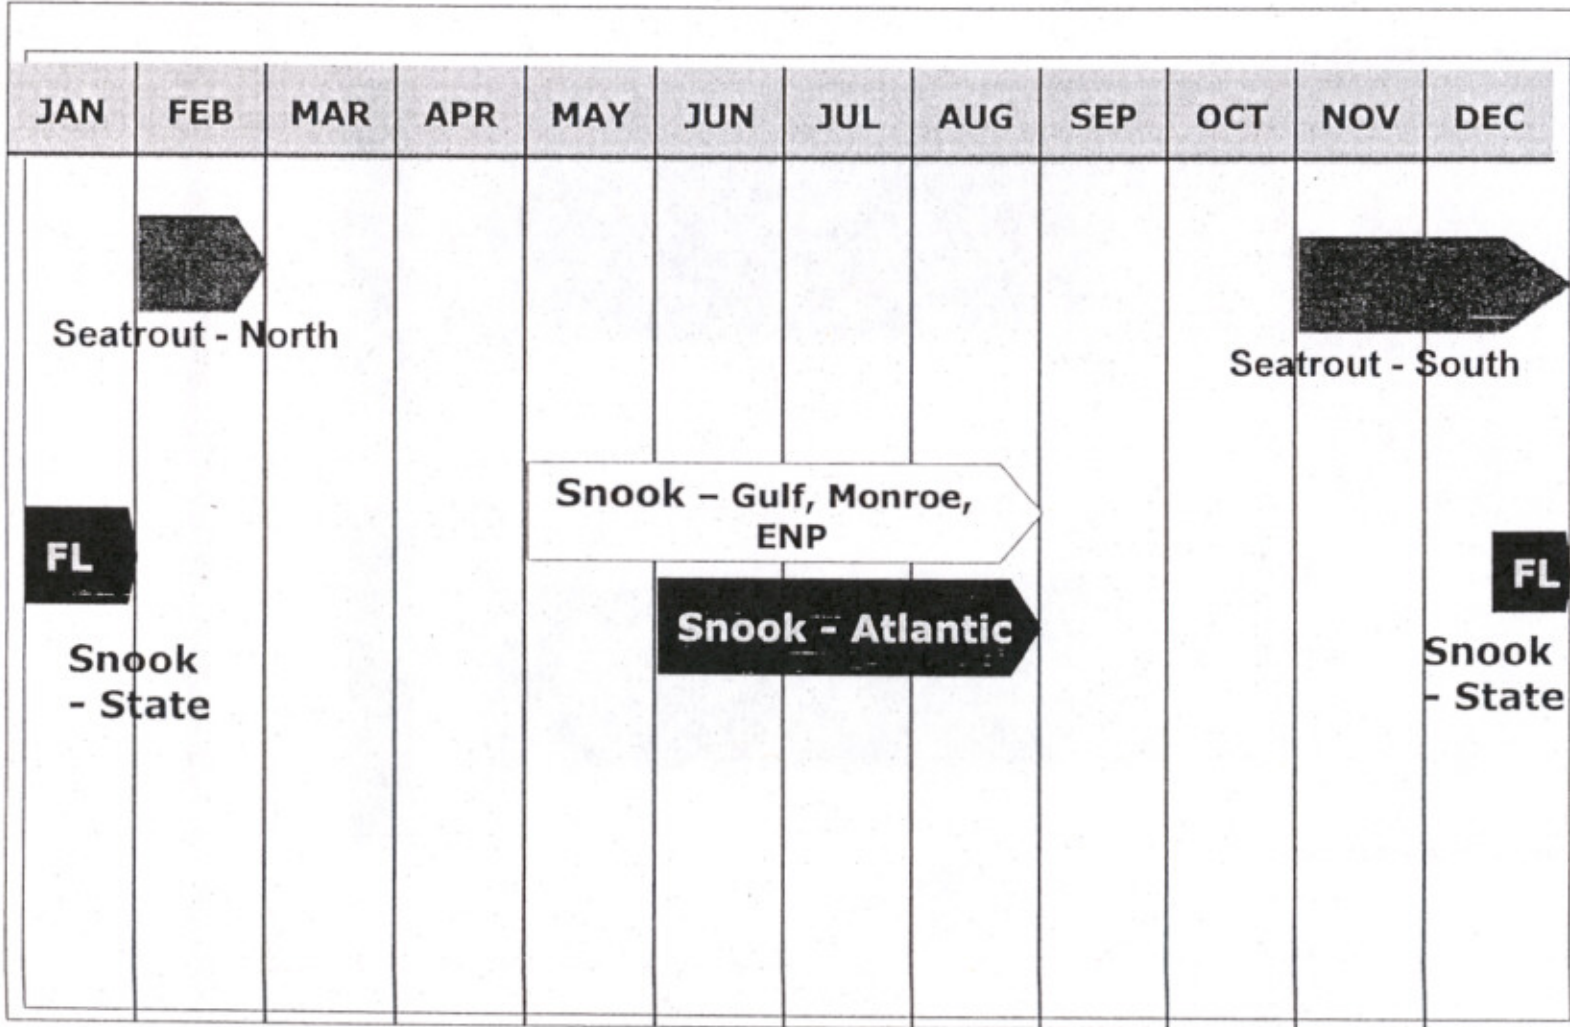 JAN FEB MAR APR MAY JUN JUL AUG SEP OCT NOV DEC
Seatrout - North
Seatrout - South
Snook – Gulf, Monroe,
ENP
FL
FL
Snook - Atlantic
Snook
- State
Snook
- State